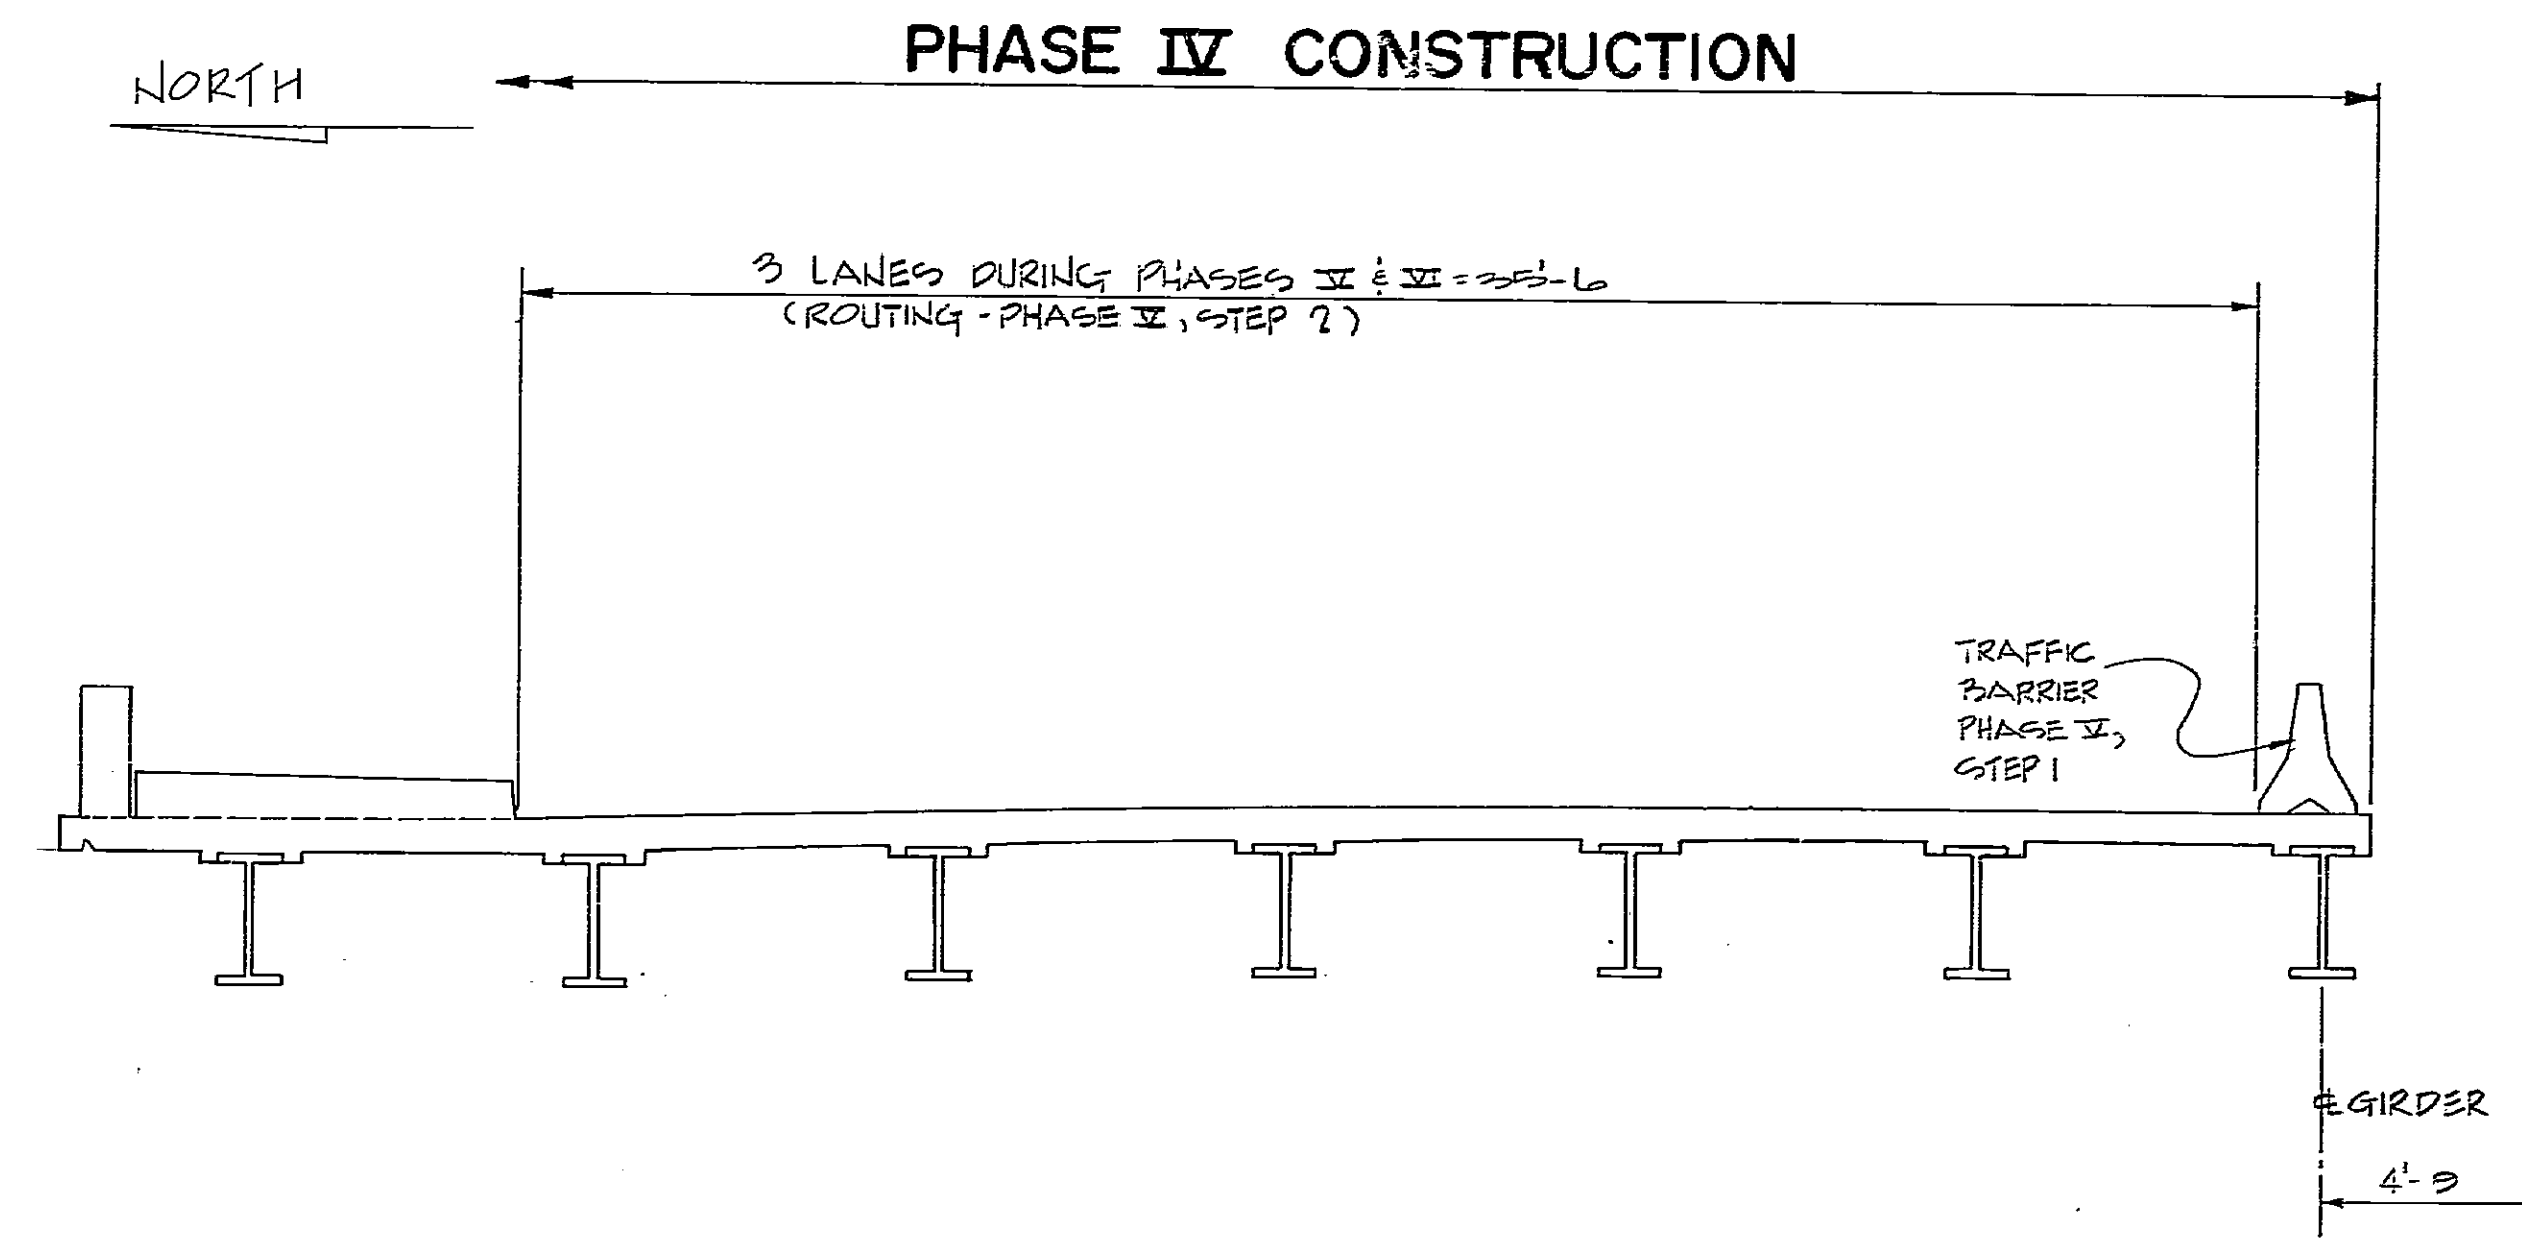 PHASE IV CONSTRUCTION
NORTH
3 LANES DURING PHASES V & VI = 35'-6
(ROUTING - PHASE V, STEP 2)
TRAFFIC
BARRIER
PHASE V,
STEP 1
℄ GIRDER
4'-9